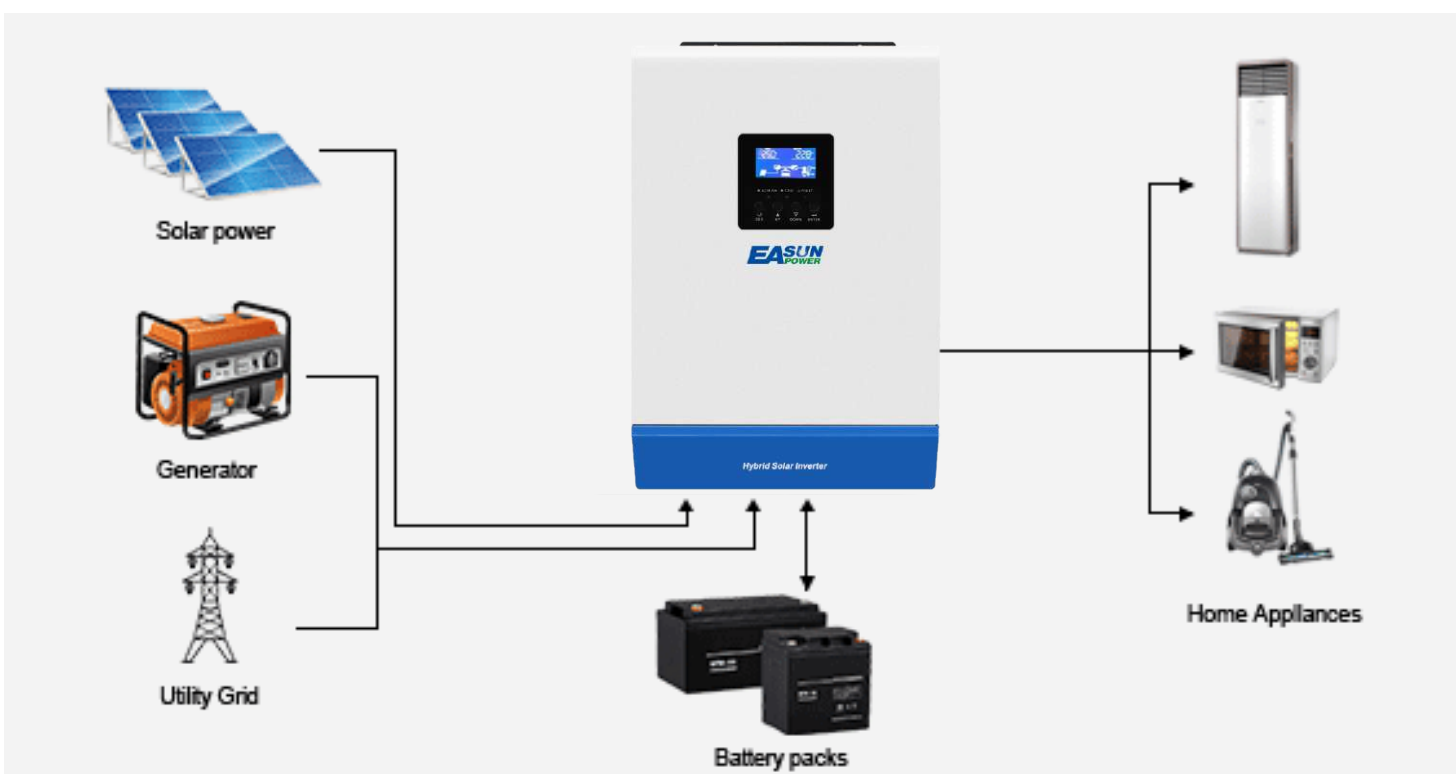 Solar power
Generator
Utility Grid
EASUN
POWER
Hybrid Solar Inverter
Battery packs
Home Appliances